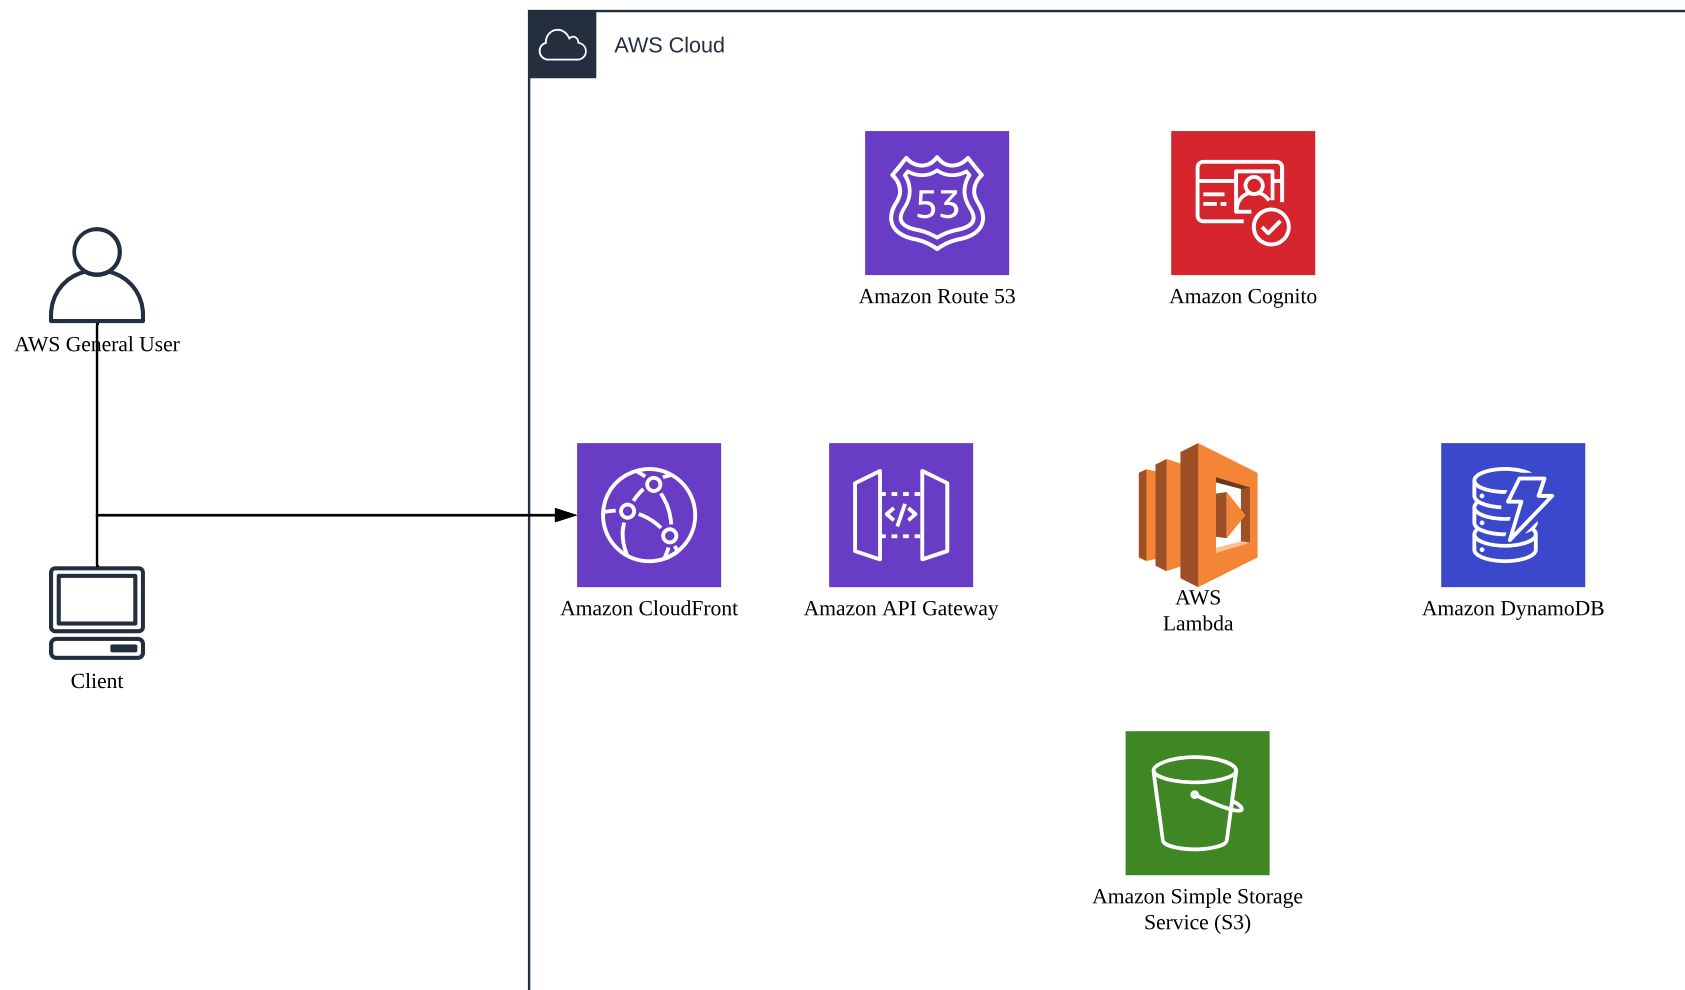 AWS Cloud
53
Amazon Route 53
Amazon Cognito
AWS General User
Amazon CloudFront
</>
Amazon API Gateway
AWS
Lambda
Amazon DynamoDB
Client
Amazon Simple Storage
Service (S3)